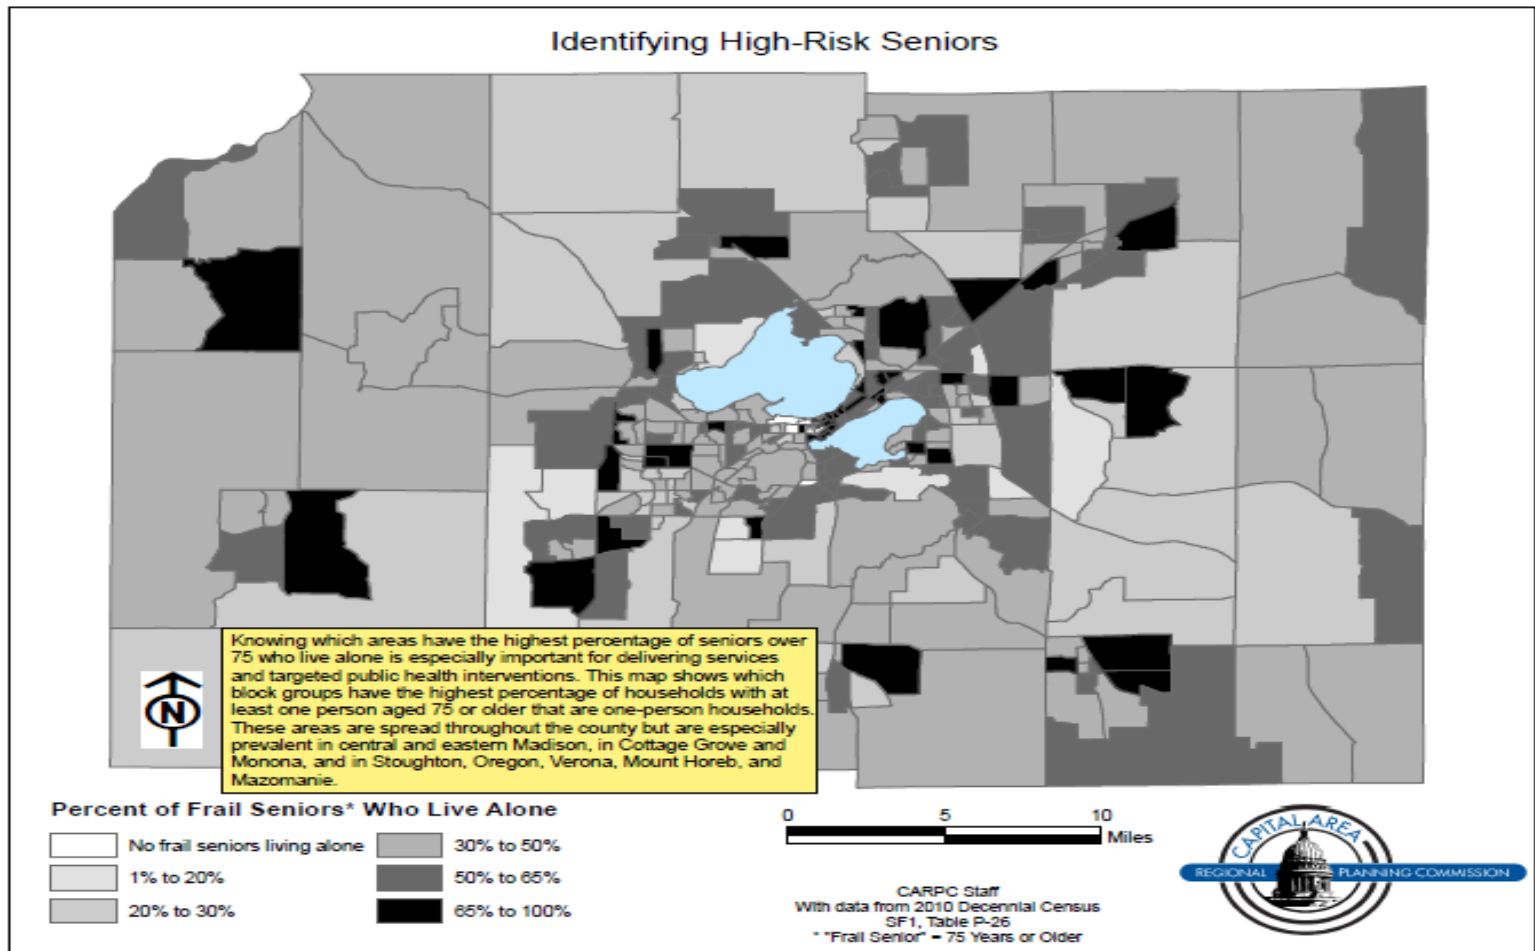 Identifying High-Risk Seniors
Knowing which areas have the highest percentage of seniors over
75 who live alone is especially important for delivering services
and targeted public health interventions. This map shows which
block groups have the highest percentage of households with at
least one person aged 75 or older that are one-person households.
These areas are spread throughout the county but are especially
prevalent in central and eastern Madison, in Cottage Grove and
Monona, and in Stoughton, Oregon, Verona, Mount Horeb, and
Mazomanie.
N
Percent of Frail Seniors* Who Live Alone
No frail seniors living alone
1% to 20%
20% to 30%
30% to 50%
50% to 65%
65% to 100%
0 5 10
Miles
CARPC Staff
With data from 2010 Decennial Census
SF1, Table P-26
* "Frail Senior" = 75 Years or Older
CAPITAL AREA
REGIONAL PLANNING COMMISSION